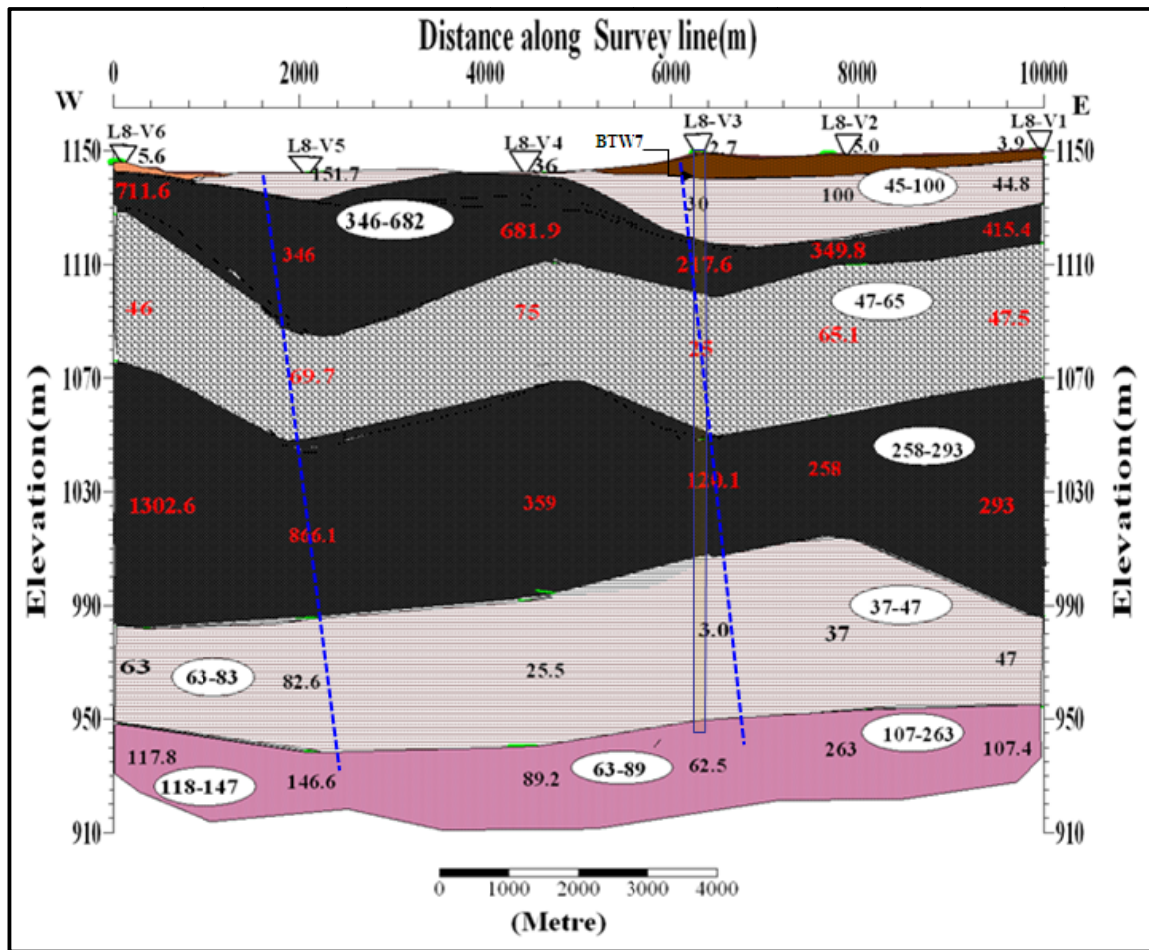 Distance along Survey line(m)
0 2000 4000 6000 8000 10000
W E
L8-V6 L8-V5 L8-V4 L8-V3 L8-V2 L8-V1
BTW7
1150 5.6 151.7 36 2.7 5.0 3.9 1150
711.6 30 100 45-100 44.8
346-682
346 681.9 217.6 349.8 415.4
1110 1110
46 75 25 65.1 47-65 47.5
69.7
1070 1070
258-293
1302.6 866.1 359 120.1 258 293
1030 1030
990 37-47 990
63 63-83 82.6 25.5 3.0 37 47
950 950
117.8 118-147 146.6 89.2 63-89 62.5 263 107-263 107.4
910 910
Elevation(m) Elevation(m)
0 1000 2000 3000 4000
(Metre)